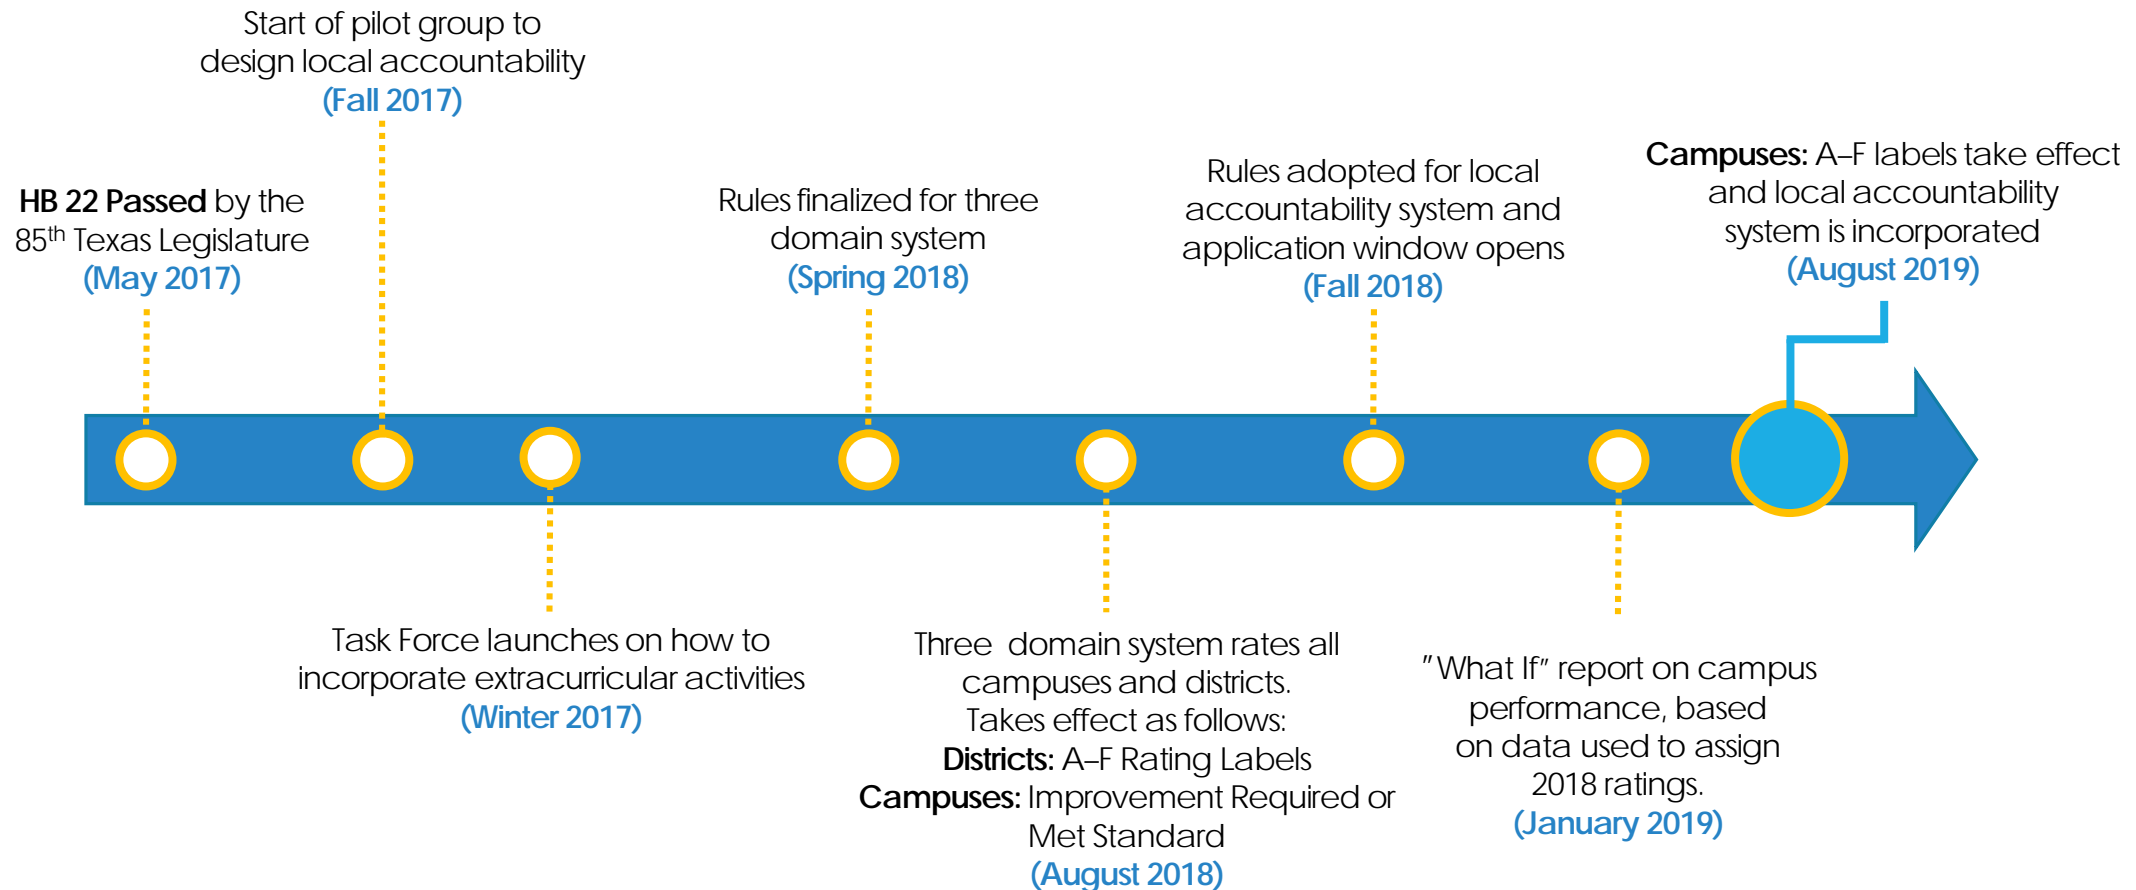 Start of pilot group to
design local accountability
(Fall 2017)
HB 22 Passed by the
85th Texas Legislature
(May 2017)
Rules finalized for three
domain system
(Spring 2018)
Rules adopted for local
accountability system and
application window opens
(Fall 2018)
Campuses: A–F labels take effect
and local accountability
system is incorporated
(August 2019)
Task Force launches on how to
incorporate extracurricular activities
(Winter 2017)
Three domain system rates all
campuses and districts.
Takes effect as follows:
Districts: A–F Rating Labels
Campuses: Improvement Required or
Met Standard
(August 2018)
"What If" report on campus
performance, based
on data used to assign
2018 ratings.
(January 2019)